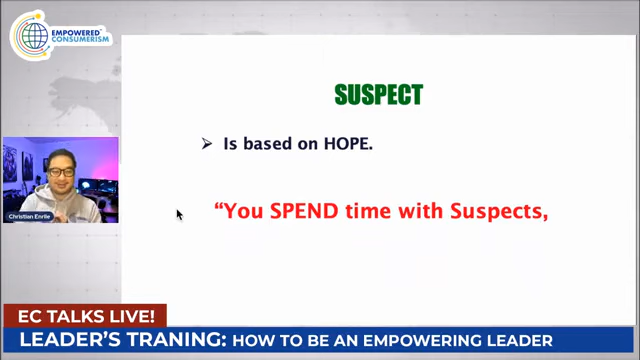 EMPOWERED
CONSUMERISM
SUSPECT
➢ Is based on HOPE.
“You SPEND time with Suspects,
Christian Enrile
EC TALKS LIVE!
LEADER’S TRANING: HOW TO BE AN EMPOWERING LEADER